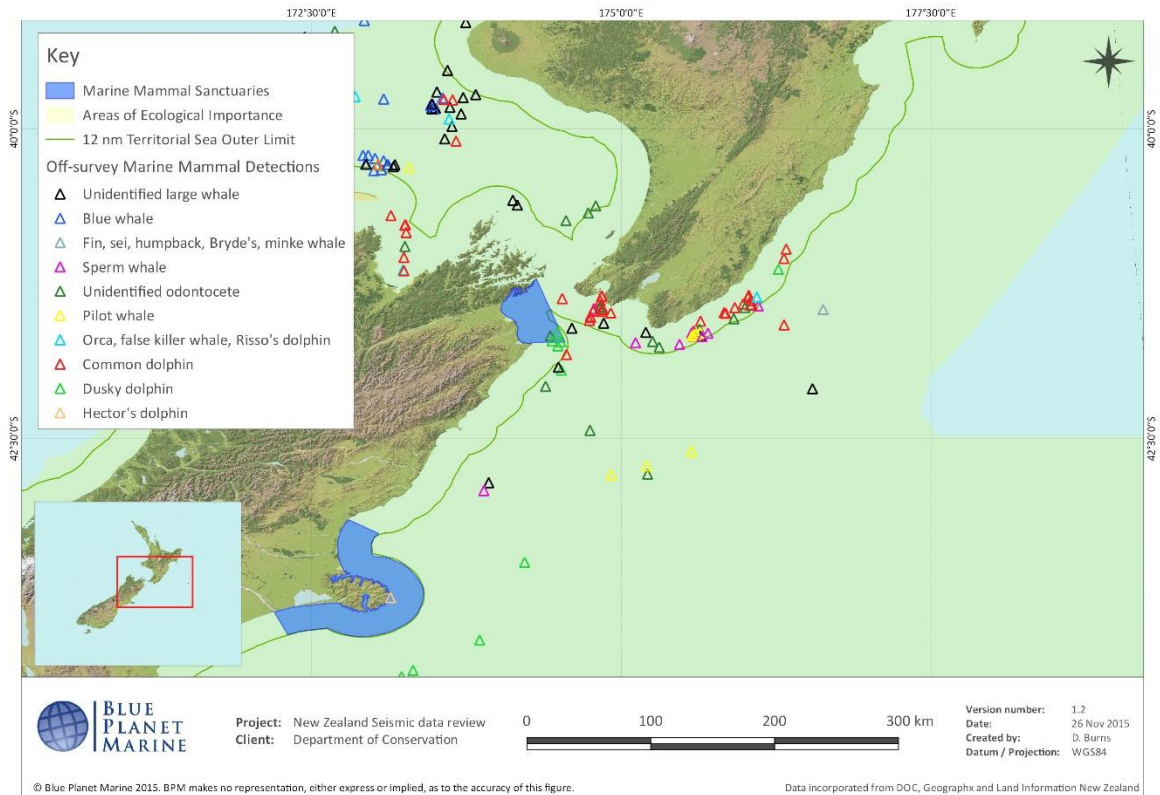 172°30'0"E 175°0'0"E 177°30'0"E
Key
Marine Mammal Sanctuaries
Areas of Ecological Importance
12 nm Territorial Sea Outer Limit
Off-survey Marine Mammal Detections
Unidentified large whale
Blue whale
Fin, sei, humpback, Bryde's, minke whale
Sperm whale
Unidentified odontocete
Pilot whale
Orca, false killer whale, Risso's dolphin
Common dolphin
Dusky dolphin
Hector's dolphin
40°0'0"S
40°0'0"S
42°30'0"S
42°30'0"S
BLUE
PLANET
MARINE
Project: New Zealand Seismic data review
Client: Department of Conservation
0 100 200 300 km
Version number: 1.2
Date: 26 Nov 2015
Created by: D. Burns
Datum / Projection: WGS84
© Blue Planet Marine 2015. BPM makes no representation, either express or implied, as to the accuracy of this figure.
Data incorporated from DOC, Geographx and Land Information New Zealand